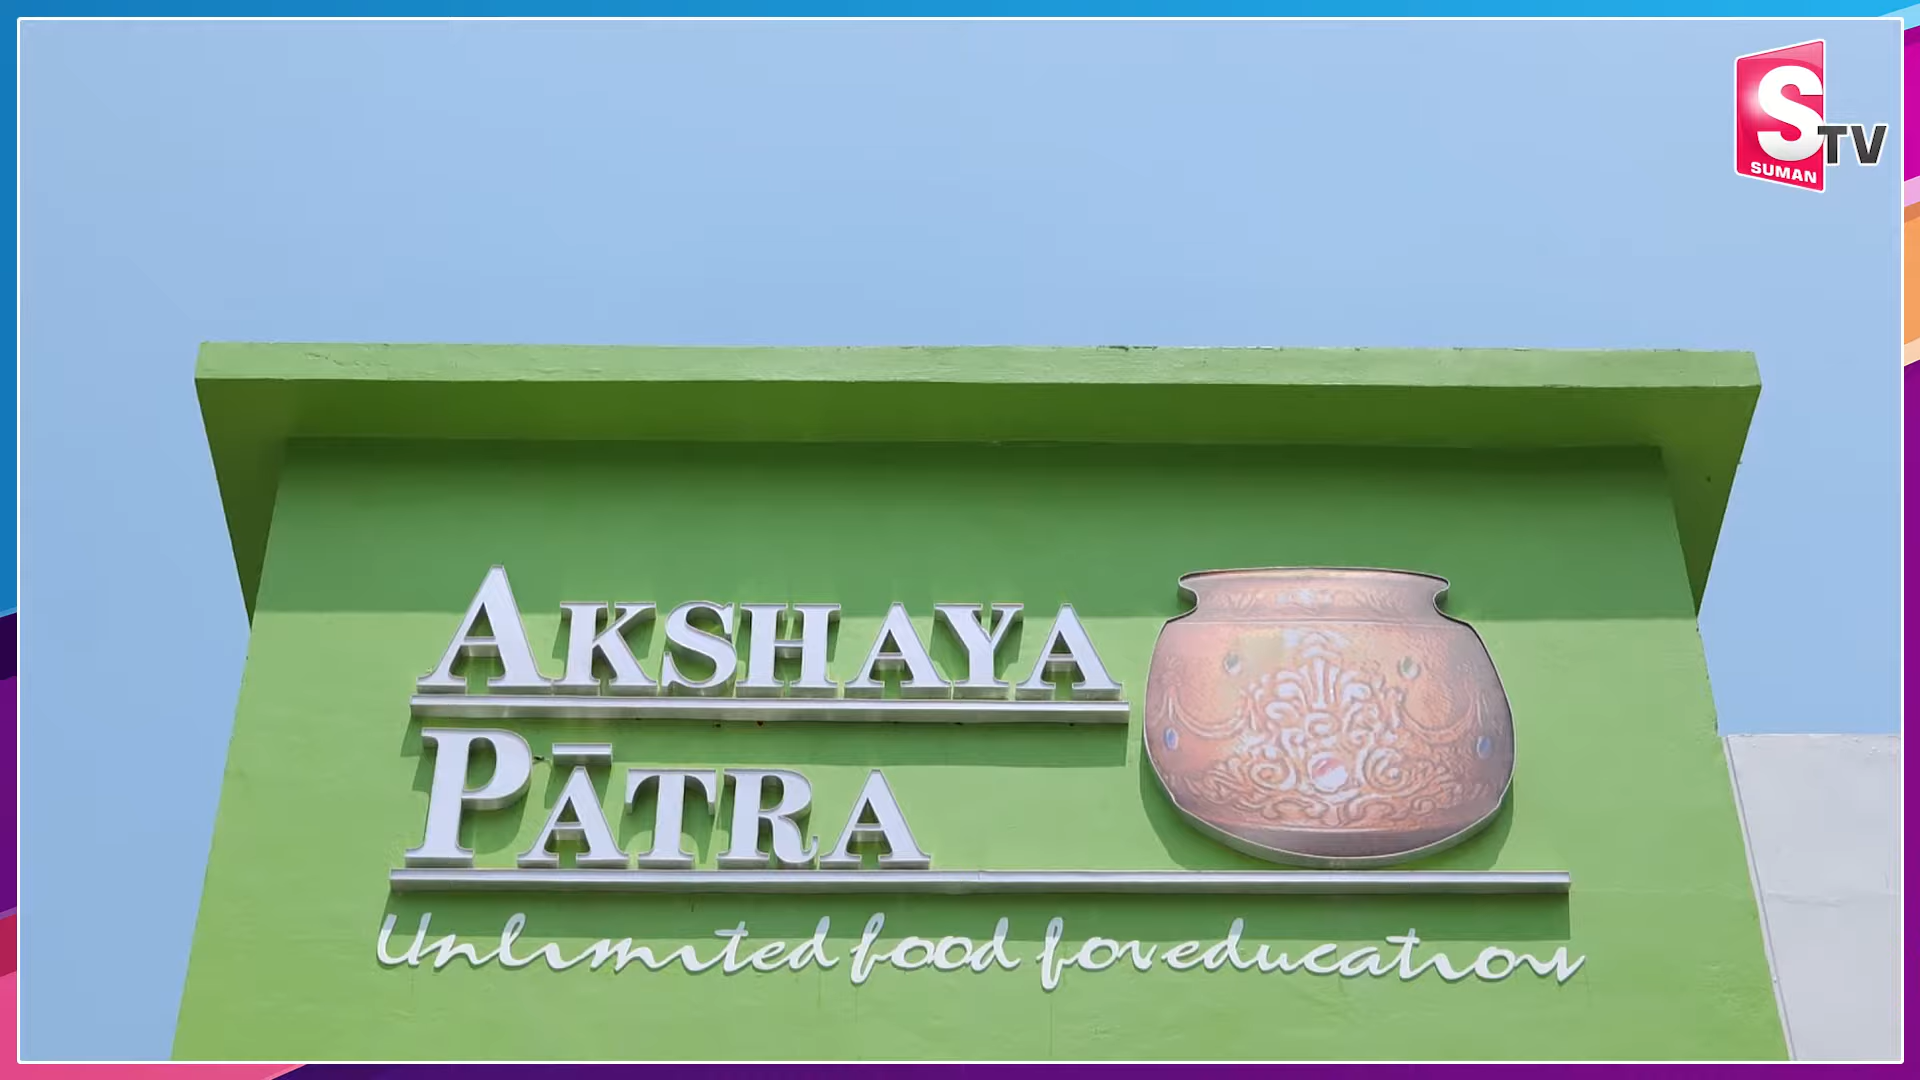 S
TV
SUMAN
AKSHAYA
PĀTRA
Unlimited food for education